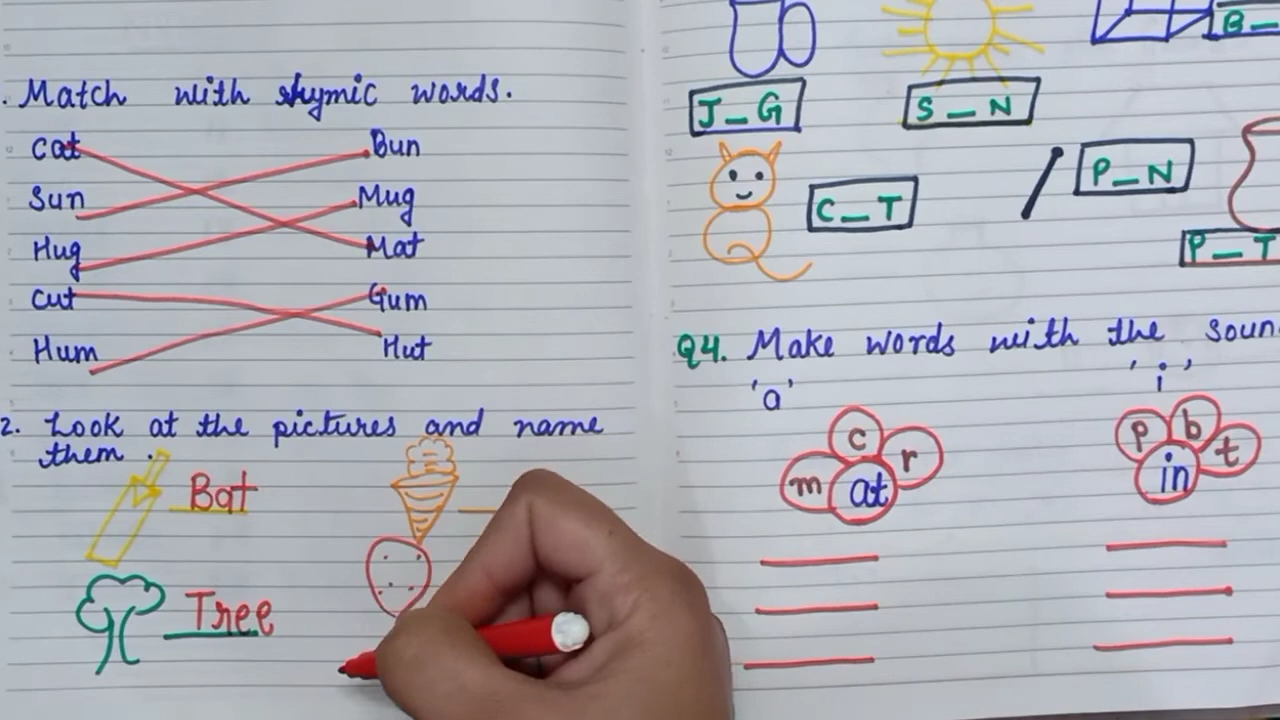 . Match with rhymic words.
Cat Bun
Sun Mug
Hug Mat
Cut Gum
Hum Hut
2. Look at the pictures and name
them.
Bat
Tree
B_
J_G S_N
C_T P_N
P_T
Q4. Make words with the soun
'a' 'i'
c r m at
p b t in